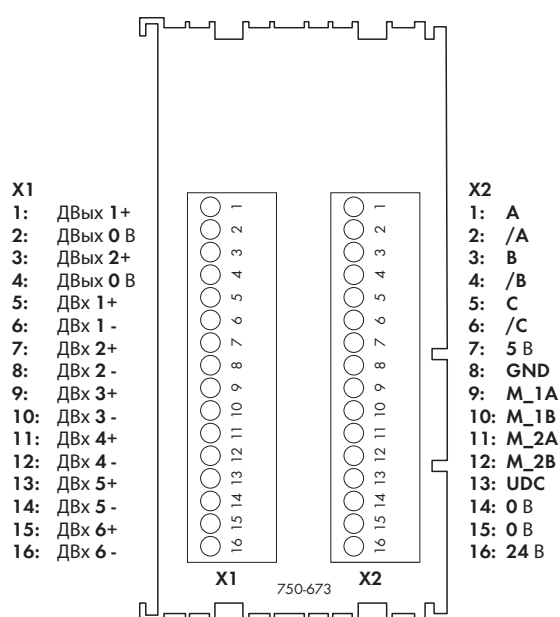 X1
1: ДВых 1+
2: ДВых 0 В
3: ДВых 2+
4: ДВых 0 В
5: ДВх 1+
6: ДВх 1 -
7: ДВх 2+
8: ДВх 2 -
9: ДВх 3+
10: ДВх 3 -
11: ДВх 4+
12: ДВх 4 -
13: ДВх 5+
14: ДВх 5 -
15: ДВх 6+
16: ДВх 6 -
1
2
3
4
5
6
7
8
9
10
11
12
13
14
15
16
X1
1
2
3
4
5
6
7
8
9
10
11
12
13
14
15
16
X2
750-673
X2
1: A
2: /A
3: B
4: /B
5: C
6: /C
7: 5 В
8: GND
9: M_1A
10: M_1B
11: M_2A
12: M_2B
13: UDC
14: 0 В
15: 0 В
16: 24 В